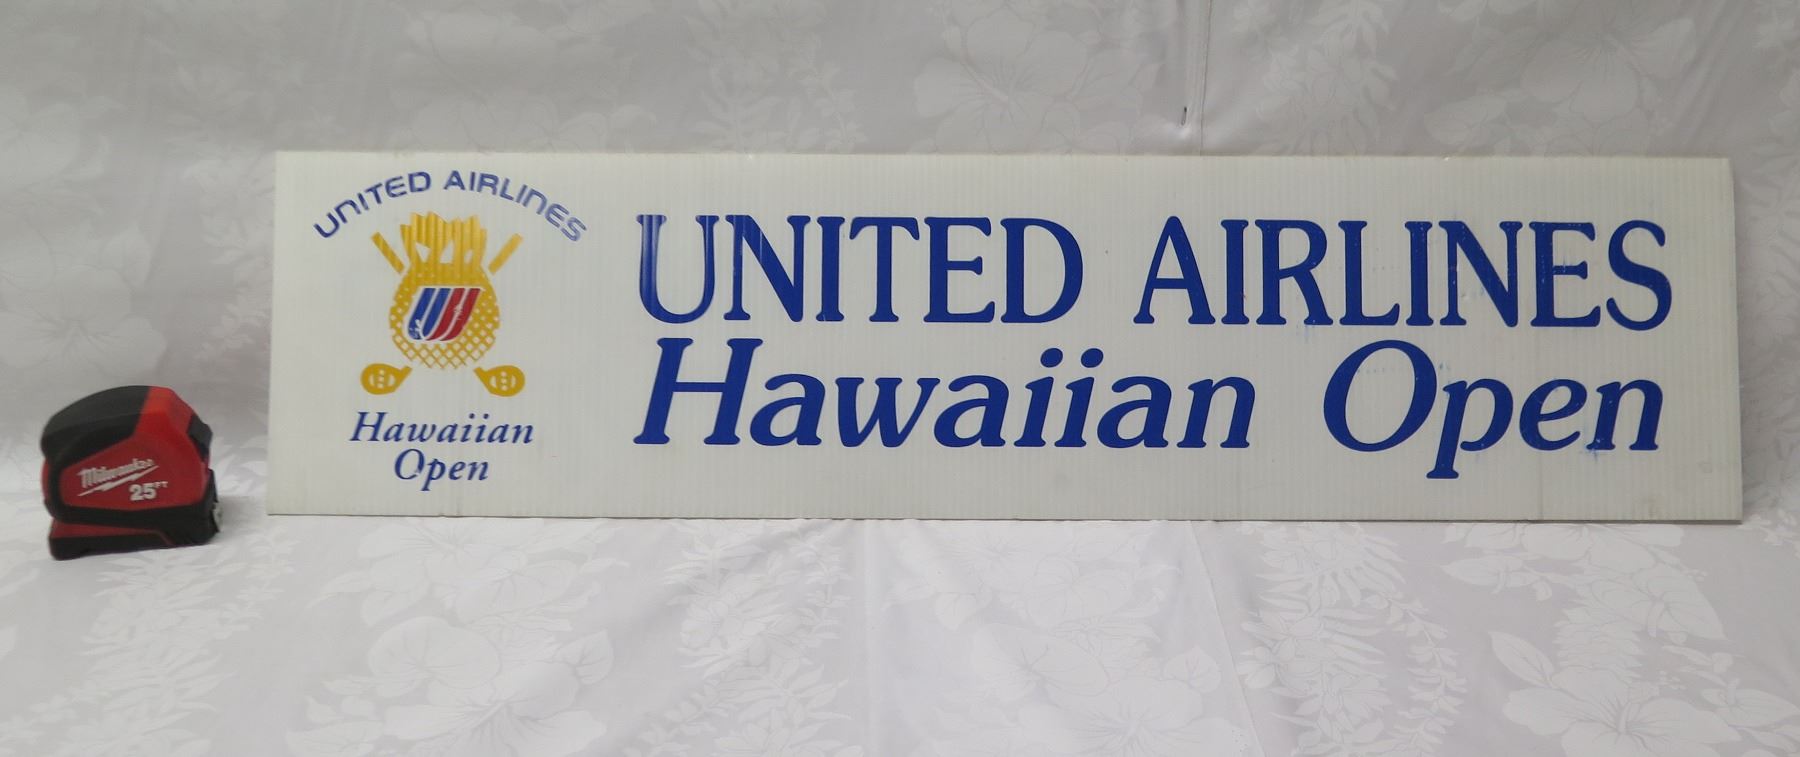 UNITED AIRLINES
Hawaiian
Open
UNITED AIRLINES
Hawaiian Open
Milwaukee
25FT